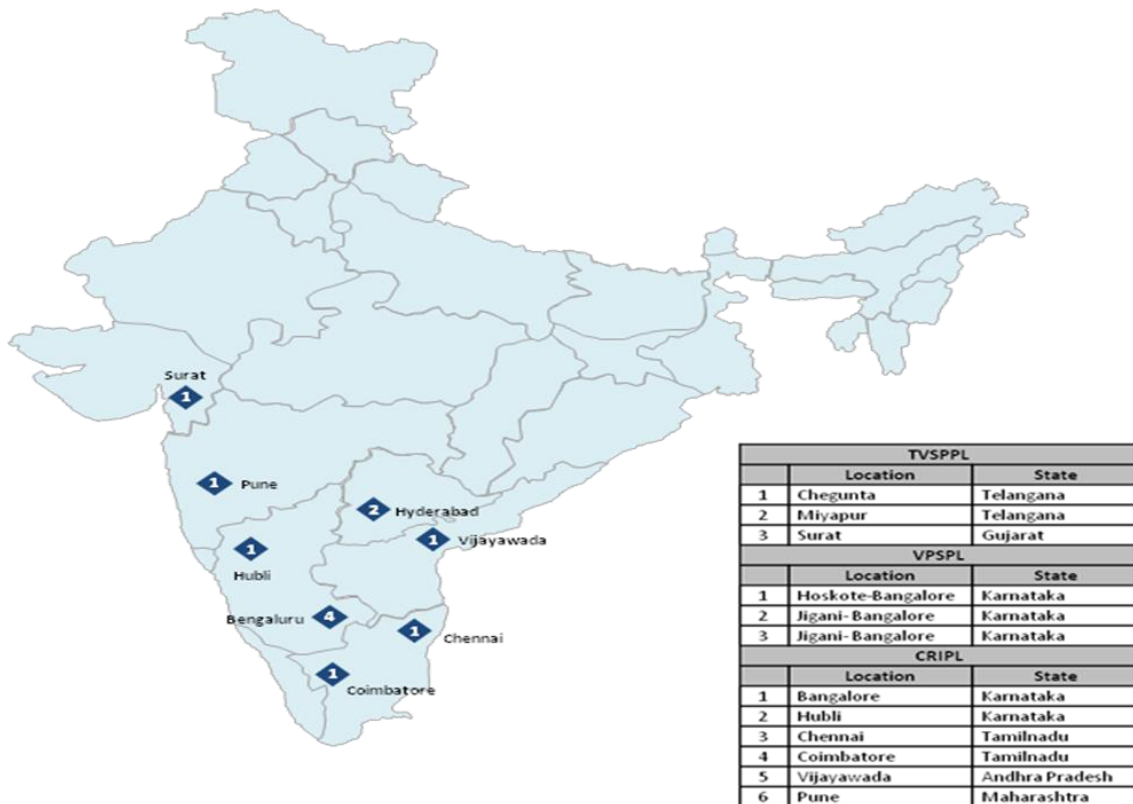 Surat
1
1
Pune
2
Hyderabad
1
Vijayawada
1
Hubli
Bengaluru
4
1
Chennai
1
Coimbatore
TVSPPL
Location State
1 Chegunta Telangana
2 Miyapur Telangana
3 Surat Gujarat
VPSPL
Location State
1 Hoskote-Bangalore Karnataka
2 Jigani-Bangalore Karnataka
3 Jigani-Bangalore Karnataka
CRIPL
Location State
1 Bangalore Karnataka
2 Hubli Karnataka
3 Chennai Tamilnadu
4 Coimbatore Tamilnadu
5 Vijayawada Andhra Pradesh
6 Pune Maharashtra